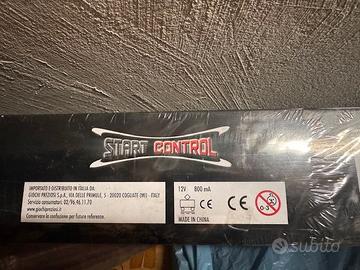 START CONTROL
IMPORTATO E DISTRIBUITO IN ITALIA DA:
GIOCHI PREZIOSI S.p.A., VIA DELLE PRIMULE, 5 - 20020 COGLIATE (MI) - ITALY
Servizio consumatori: 02/96.46.11.70
www.giochipreziosi.it
Conservare la confezione per future referenze.
12V 800 mA
CE CE 0-3
MADE IN CHINA
subito